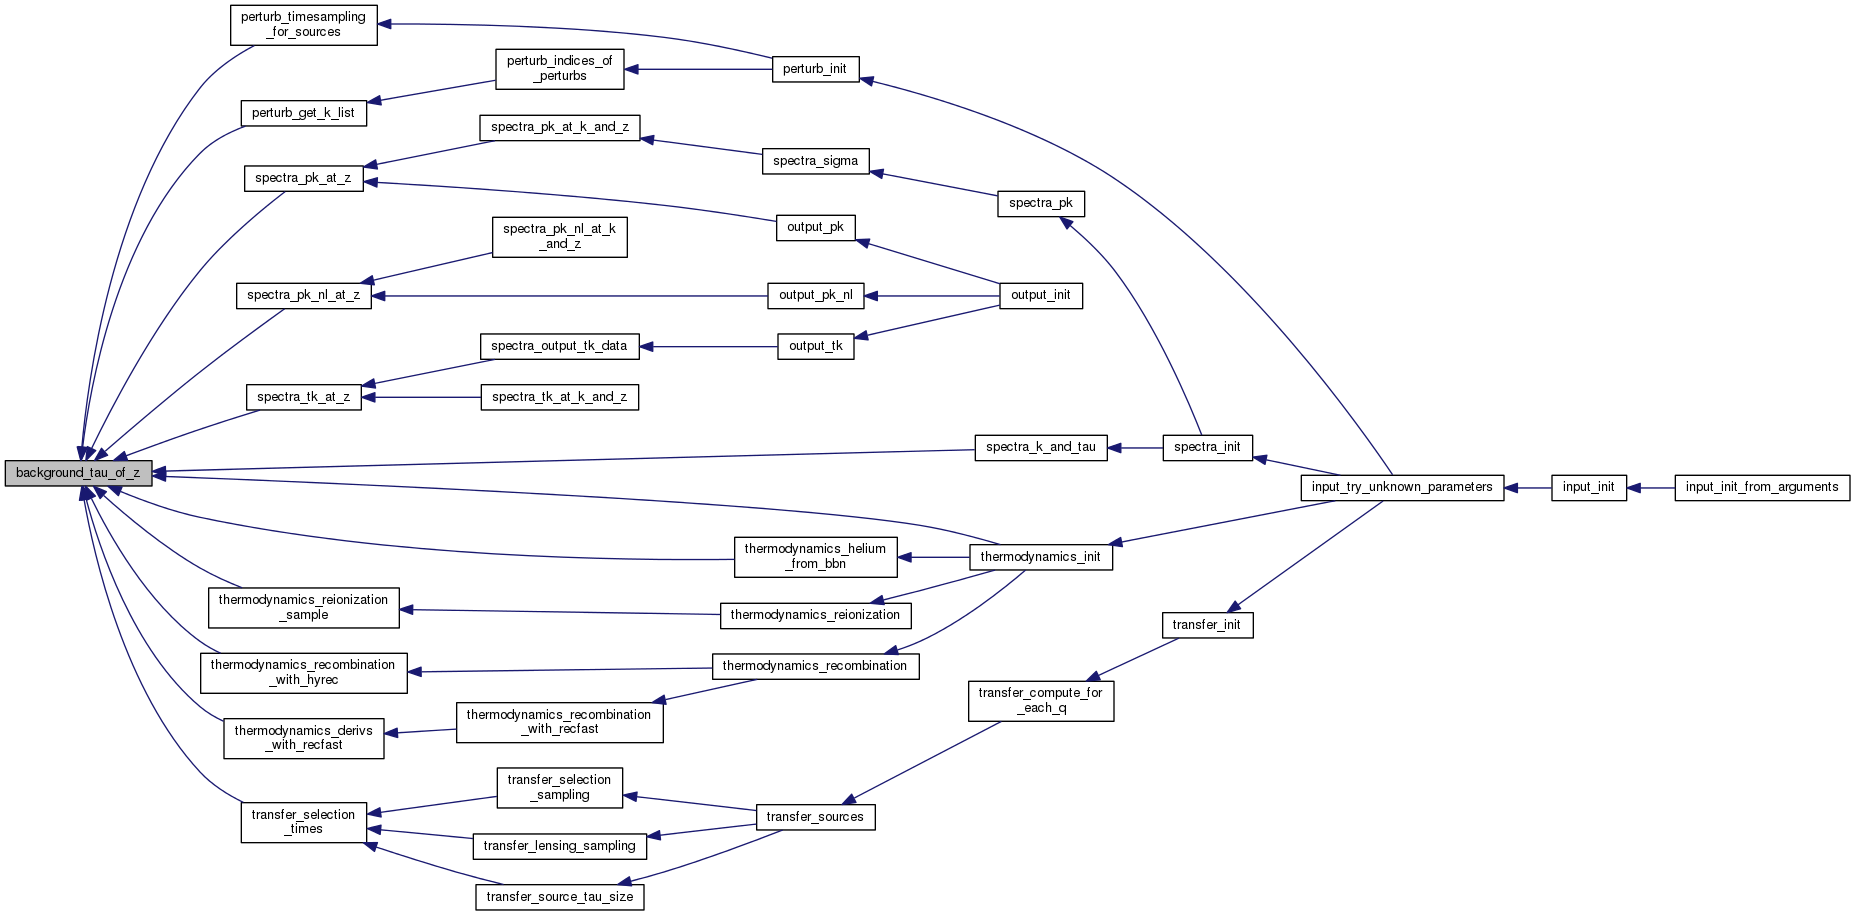 perturb_timesampling
_for_sources
perturb_indices_of
_perturbs
perturb_init
perturb_get_k_list
spectra_pk_at_k_and_z
spectra_sigma
spectra_pk_at_z
spectra_pk
output_pk
spectra_pk_nl_at_k
_and_z
spectra_pk_nl_at_z
output_pk_nl
output_init
spectra_output_tk_data
output_tk
spectra_tk_at_z
spectra_tk_at_k_and_z
spectra_k_and_tau
spectra_init
background_tau_of_z
input_try_unknown_parameters
input_init
input_init_from_arguments
thermodynamics_helium
_from_bbn
thermodynamics_init
thermodynamics_reionization
_sample
thermodynamics_reionization
transfer_init
thermodynamics_recombination
_with_hyrec
thermodynamics_recombination
transfer_compute_for
_each_q
thermodynamics_recombination
_with_recfast
thermodynamics_derivs
_with_recfast
transfer_selection
_sampling
transfer_selection
_times
transfer_sources
transfer_lensing_sampling
transfer_source_tau_size